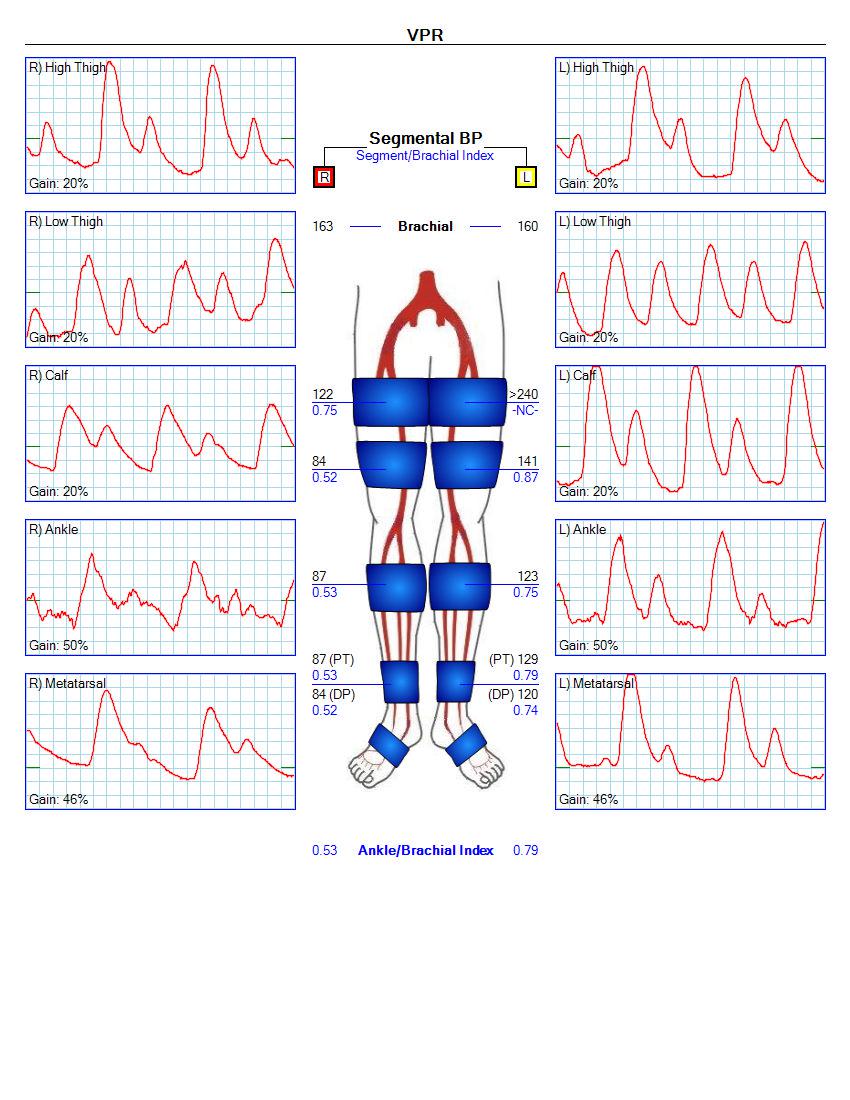 VPR
R) High Thigh
Gain: 20%
R) Low Thigh
Gain: 20%
R) Calf
Gain: 20%
R) Ankle
Gain: 50%
R) Metatarsal
Gain: 46%
Segmental BP
Segment/Brachial Index
R L
163 Brachial 160
122 >240
0.75 -NC-
84 141
0.52 0.87
87 123
0.53 0.75
87 (PT) (PT) 129
0.53 0.79
84 (DP) (DP) 120
0.52 0.74
0.53 Ankle/Brachial Index 0.79
L) High Thigh
Gain: 20%
L) Low Thigh
Gain: 20%
L) Calf
Gain: 20%
L) Ankle
Gain: 50%
L) Metatarsal
Gain: 46%